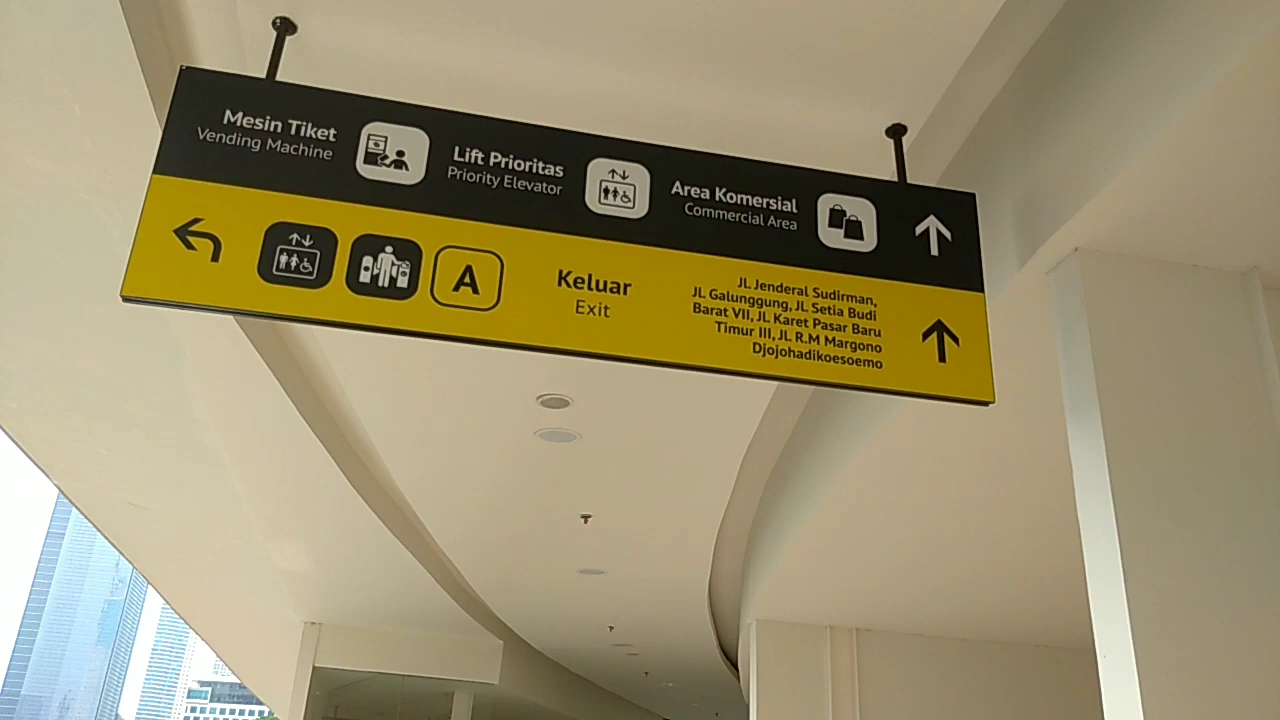 Mesin Tiket
Vending Machine
Lift Prioritas
Priority Elevator
Area Komersial
Commercial Area
A
Keluar
Exit
JL Jenderal Sudirman,
JL Galunggung, JL Setia Budi
Barat VII, JL Karet Pasar Baru
Timur III, JL R.M Margono
Djojohadikoesoemo